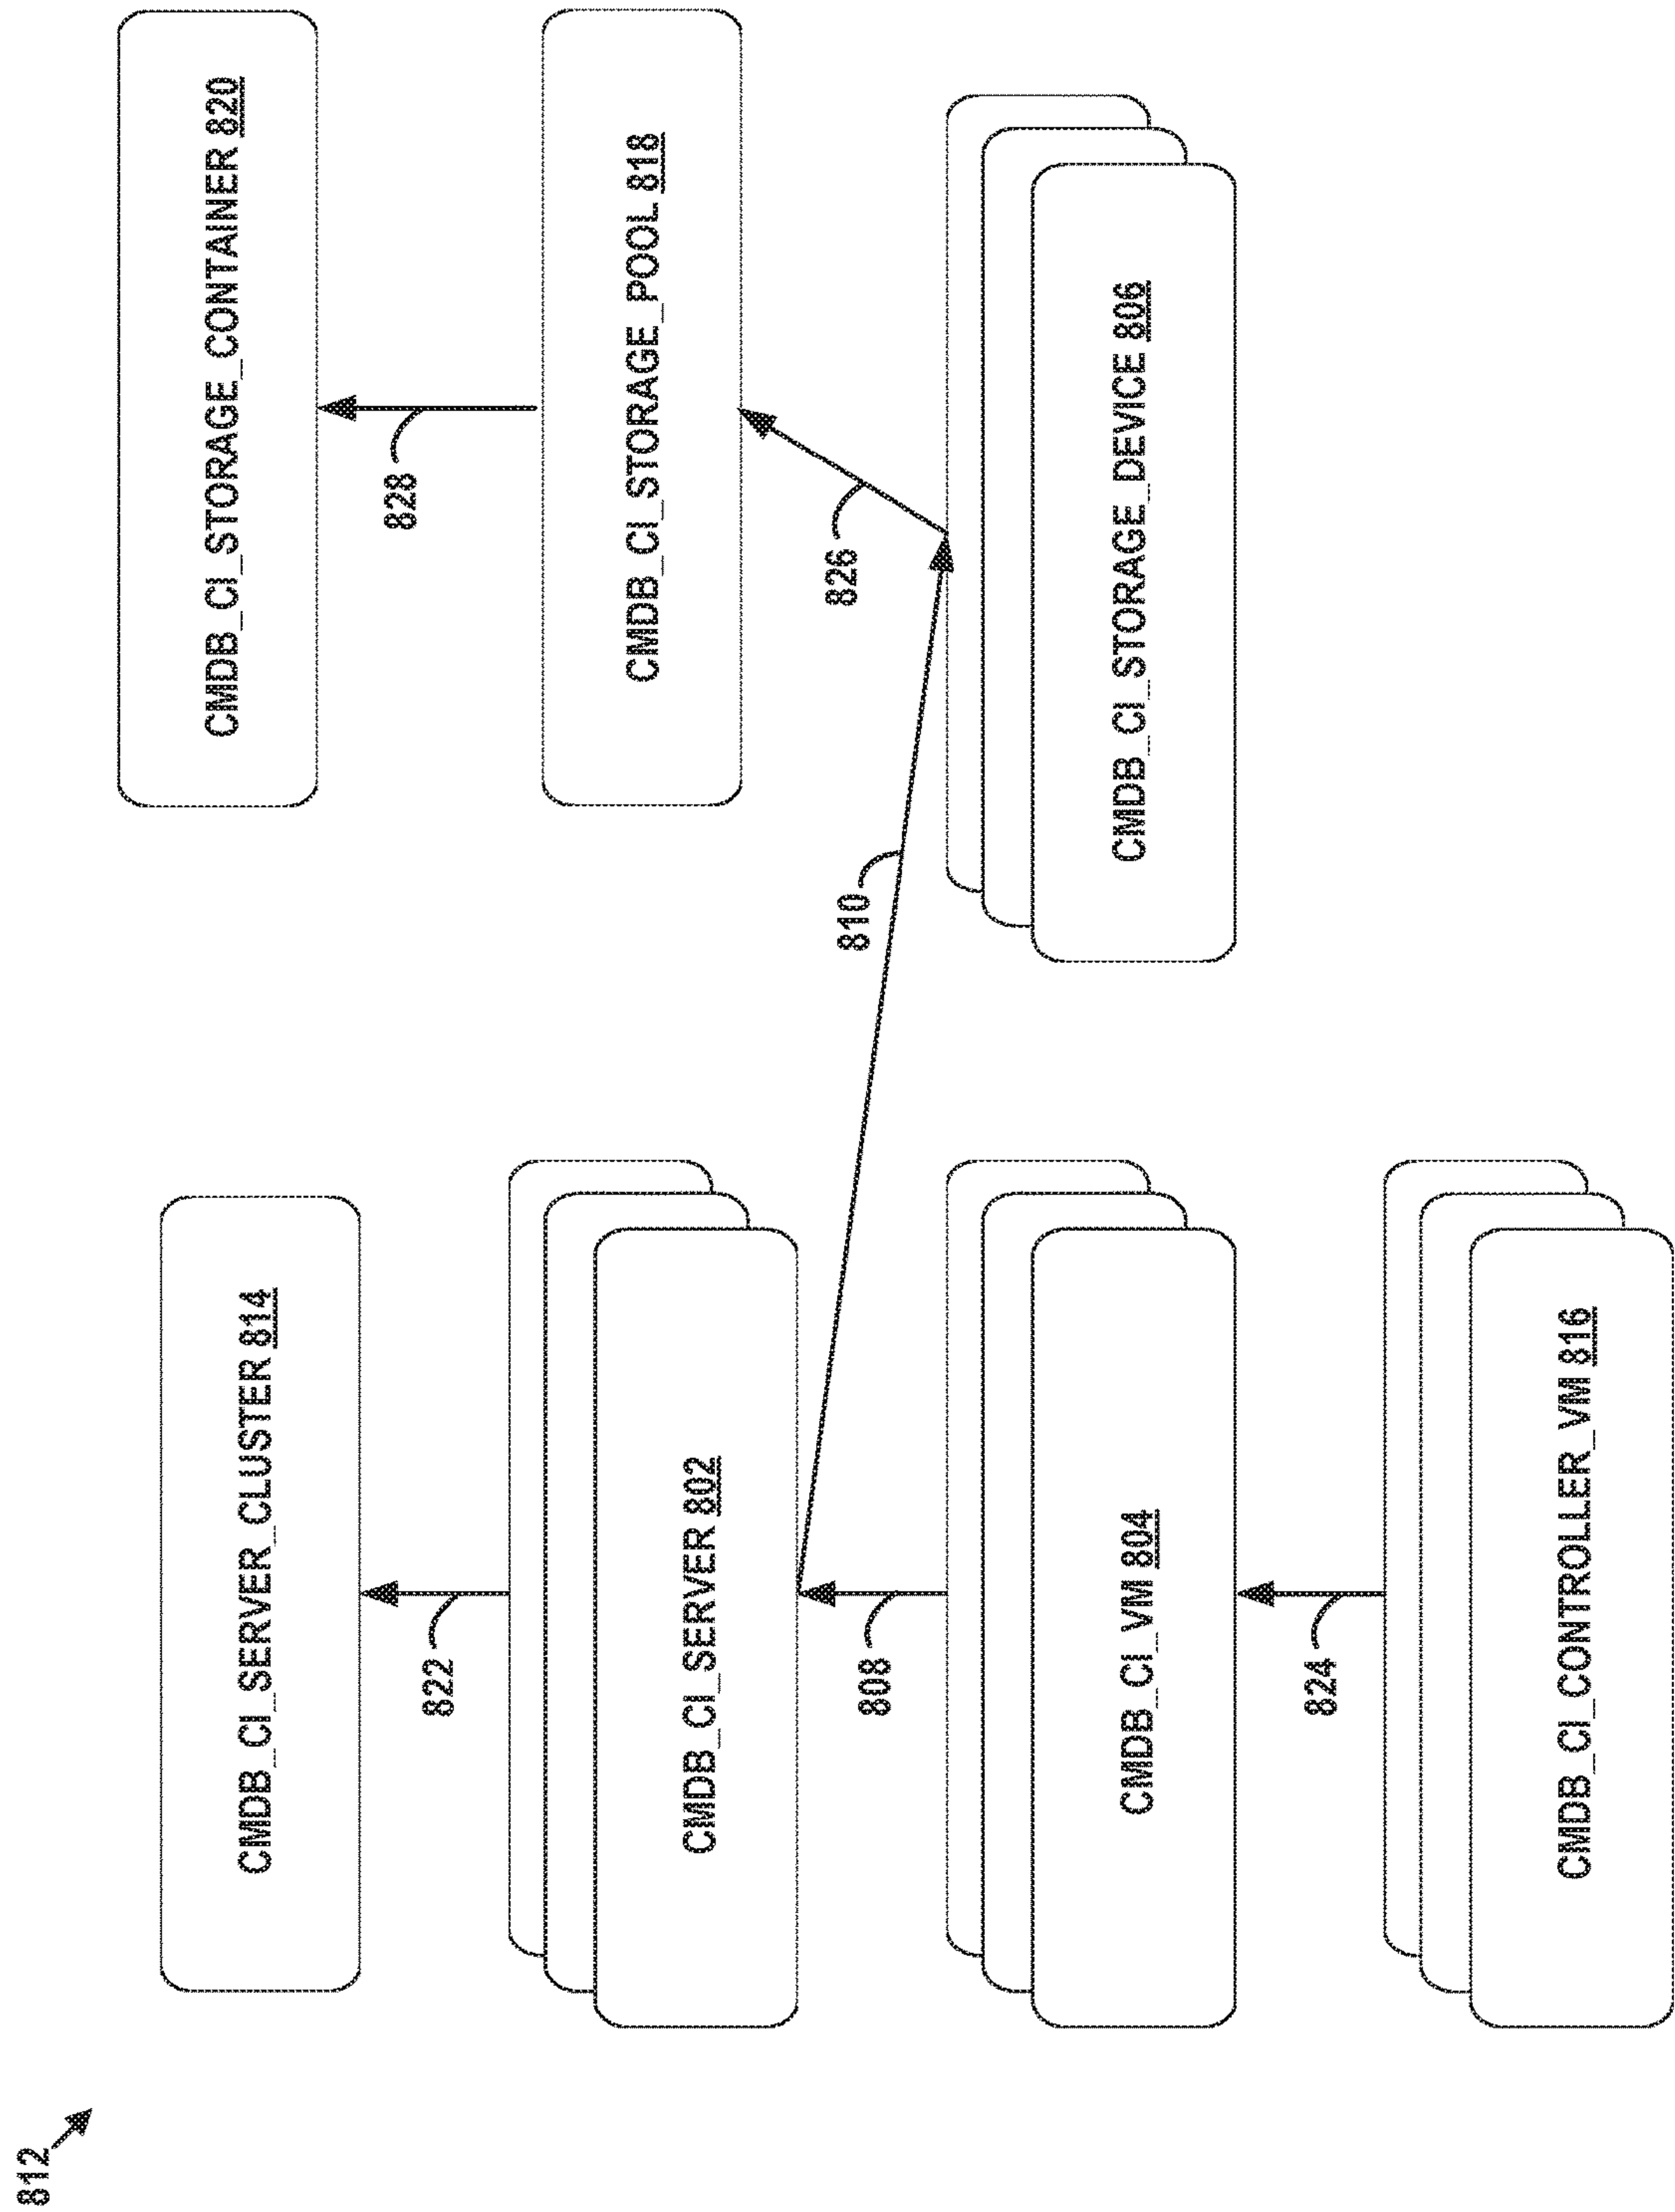 812
CMDB_CI_SERVER_CLUSTER 814
822
CMDB_CI_SERVER 802
808
CMDB_CI_VM 804
824
CMDB_CI_CONTROLLER_VM 816
810
CMDB_CI_STORAGE_CONTAINER 820
828
CMDB_CI_STORAGE_POOL 818
826
CMDB_CI_STORAGE_DEVICE 806